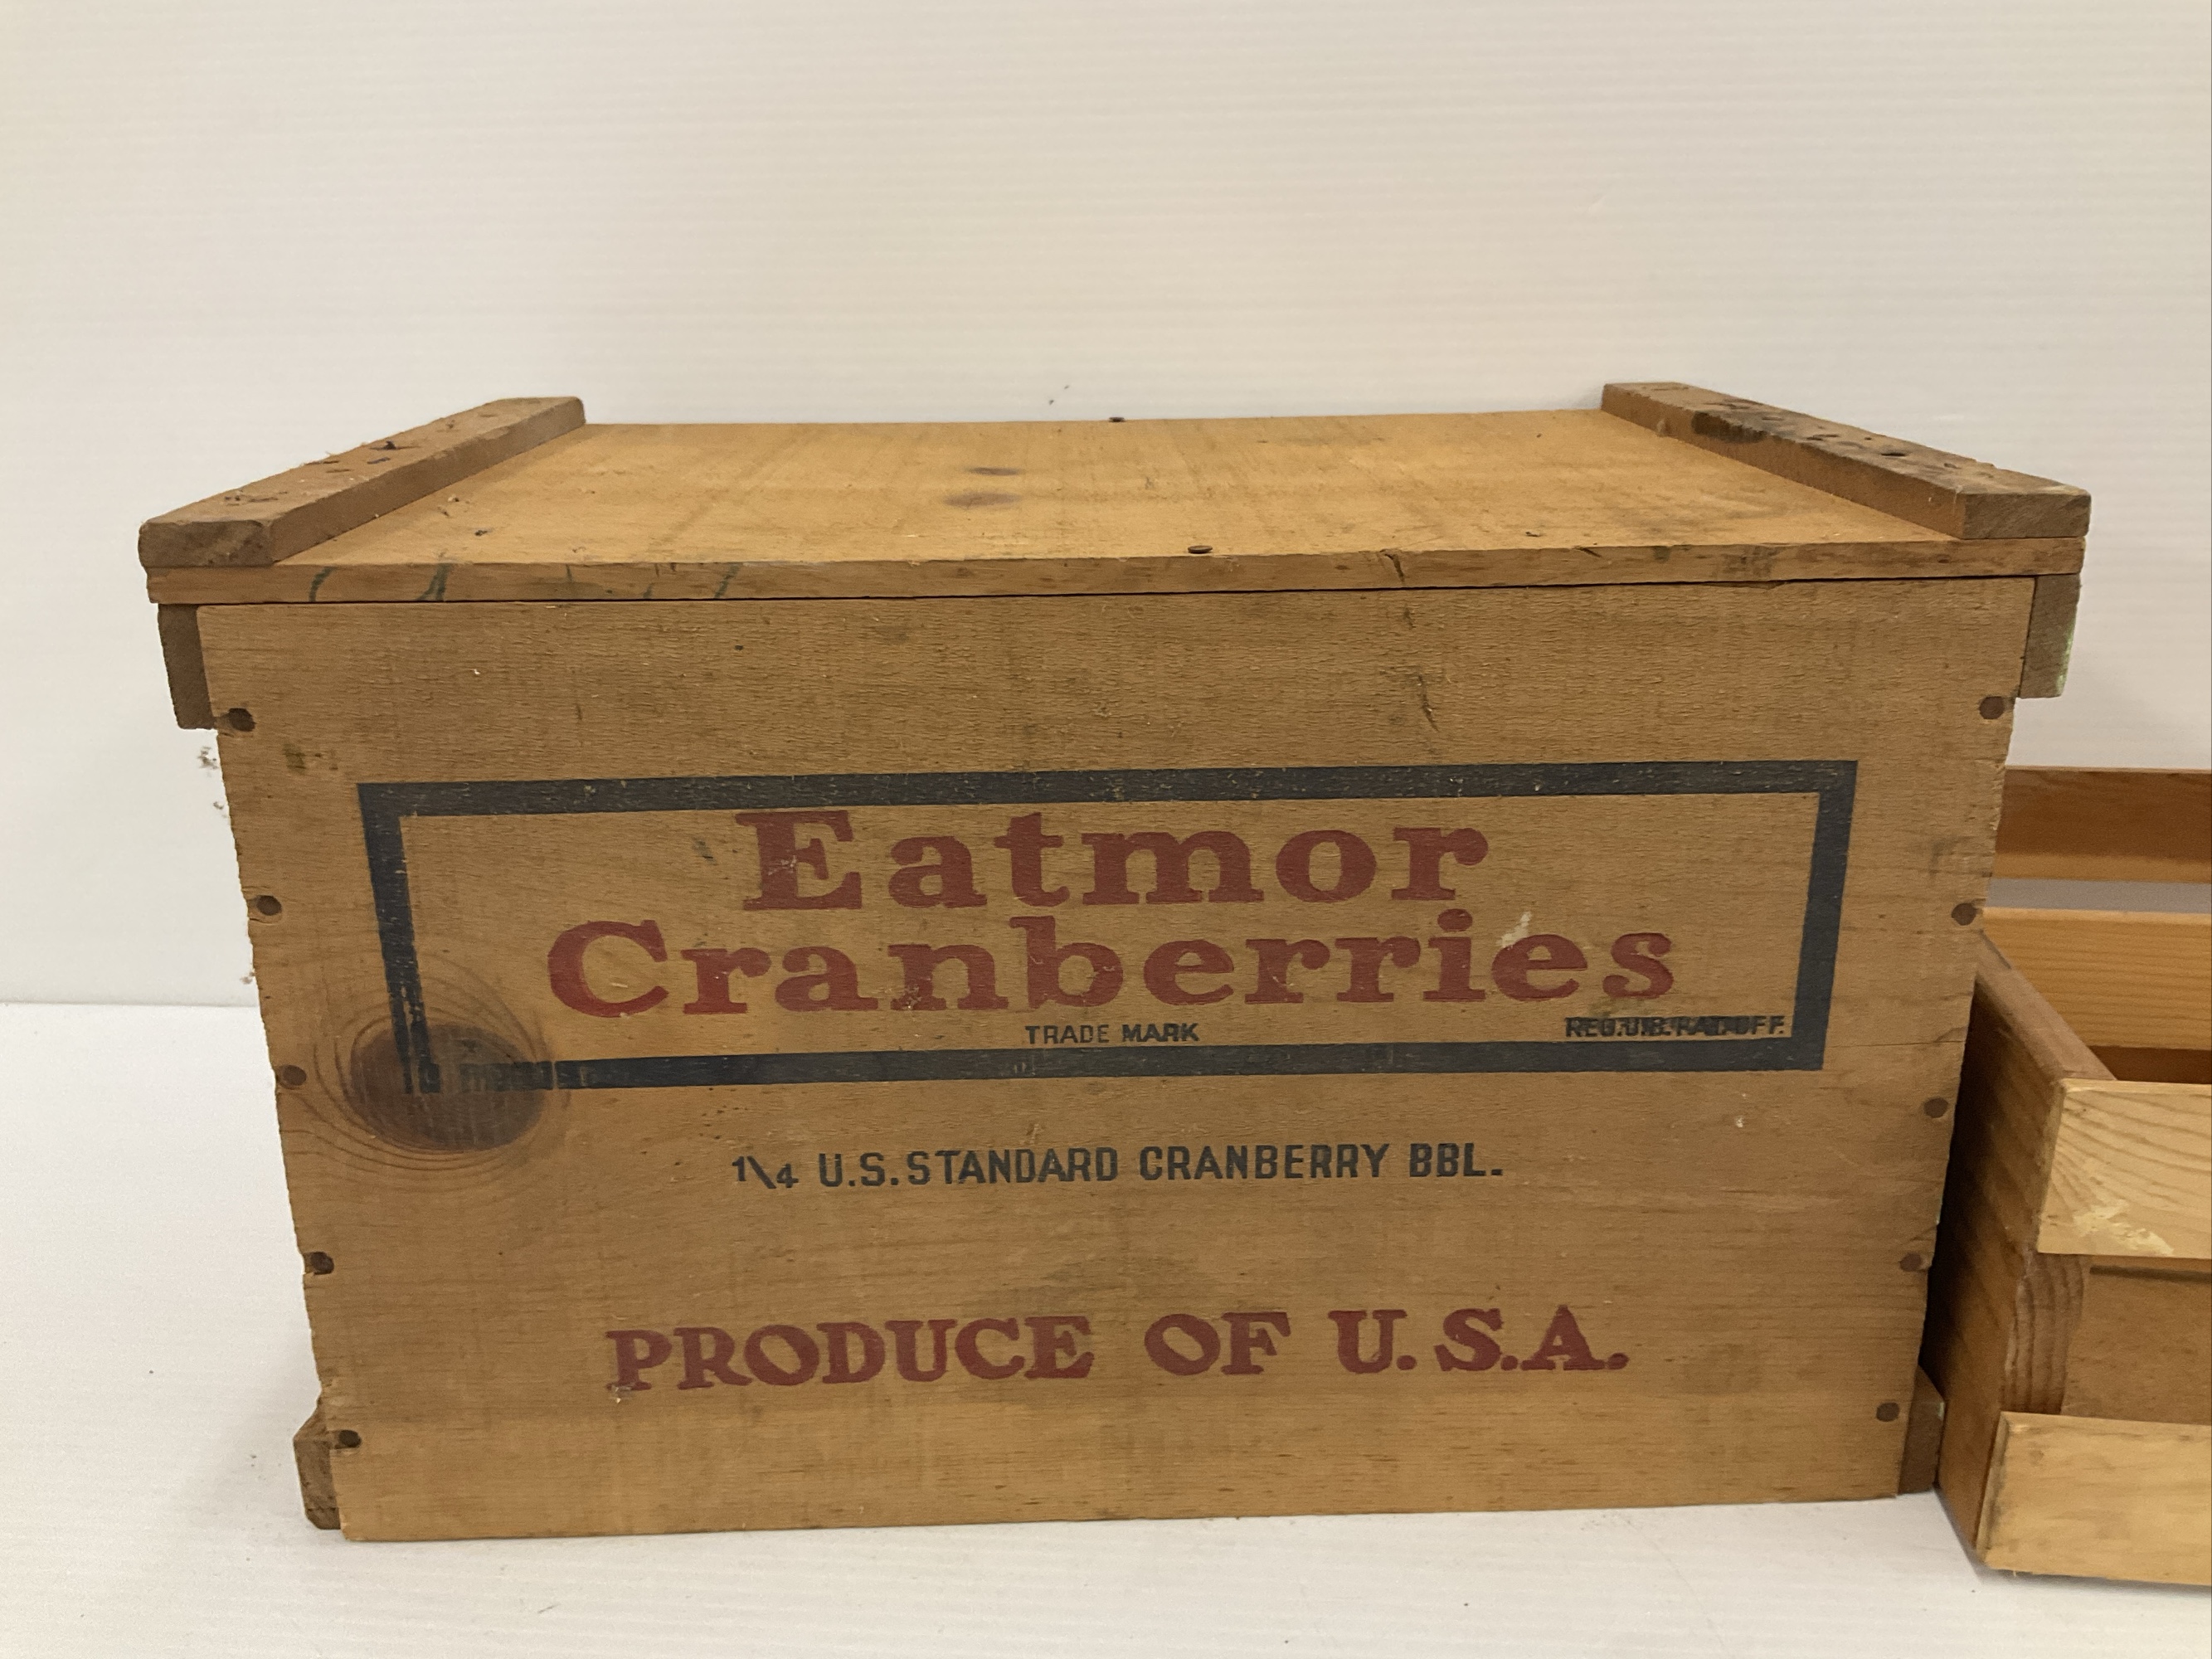 Eatmor
Cranberries
TRADE MARK
1\4 U.S. STANDARD CRANBERRY BBL.
PRODUCE OF U.S.A.